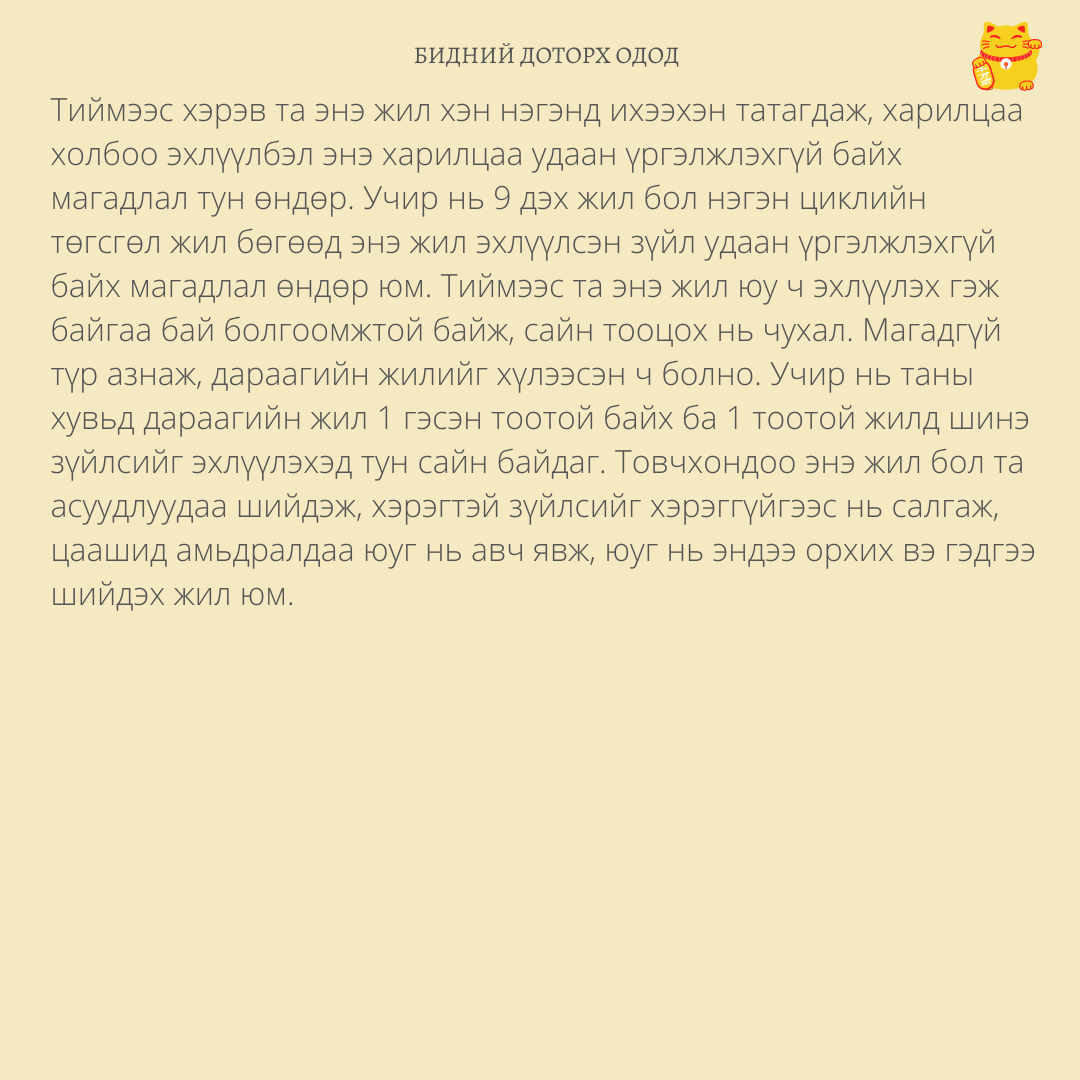 БИДНИЙ ДОТОРХ ОДОД
Тиймээс хэрэв та энэ жил хэн нэгэнд ихээхэн татагдаж, харилцаа
холбоо эхлүүлбэл энэ харилцаа удаан үргэлжлэхгүй байх
магадлал тун өндөр. Учир нь 9 дэх жил бол нэгэн циклийн
төгсгөл жил бөгөөд энэ жил эхлүүлсэн зүйл удаан үргэлжлэхгүй
байх магадлал өндөр юм. Тиймээс та энэ жил юу ч эхлүүлэх гэж
байгаа бай болгоомжтой байж, сайн тооцох нь чухал. Магадгүй
түр азнаж, дараагийн жилийг хүлээсэн ч болно. Учир нь таны
хувьд дараагийн жил 1 гэсэн тоотой байх ба 1 тоотой жилд шинэ
зүйлсийг эхлүүлэхэд тун сайн байдаг. Товчхондоо энэ жил бол та
асуудлуудаа шийдэж, хэрэгтэй зүйлсийг хэрэггүйгээс нь салгаж,
цаашид амьдралдаа юуг нь авч явж, юуг нь эндээ орхих вэ гэдгээ
шийдэх жил юм.